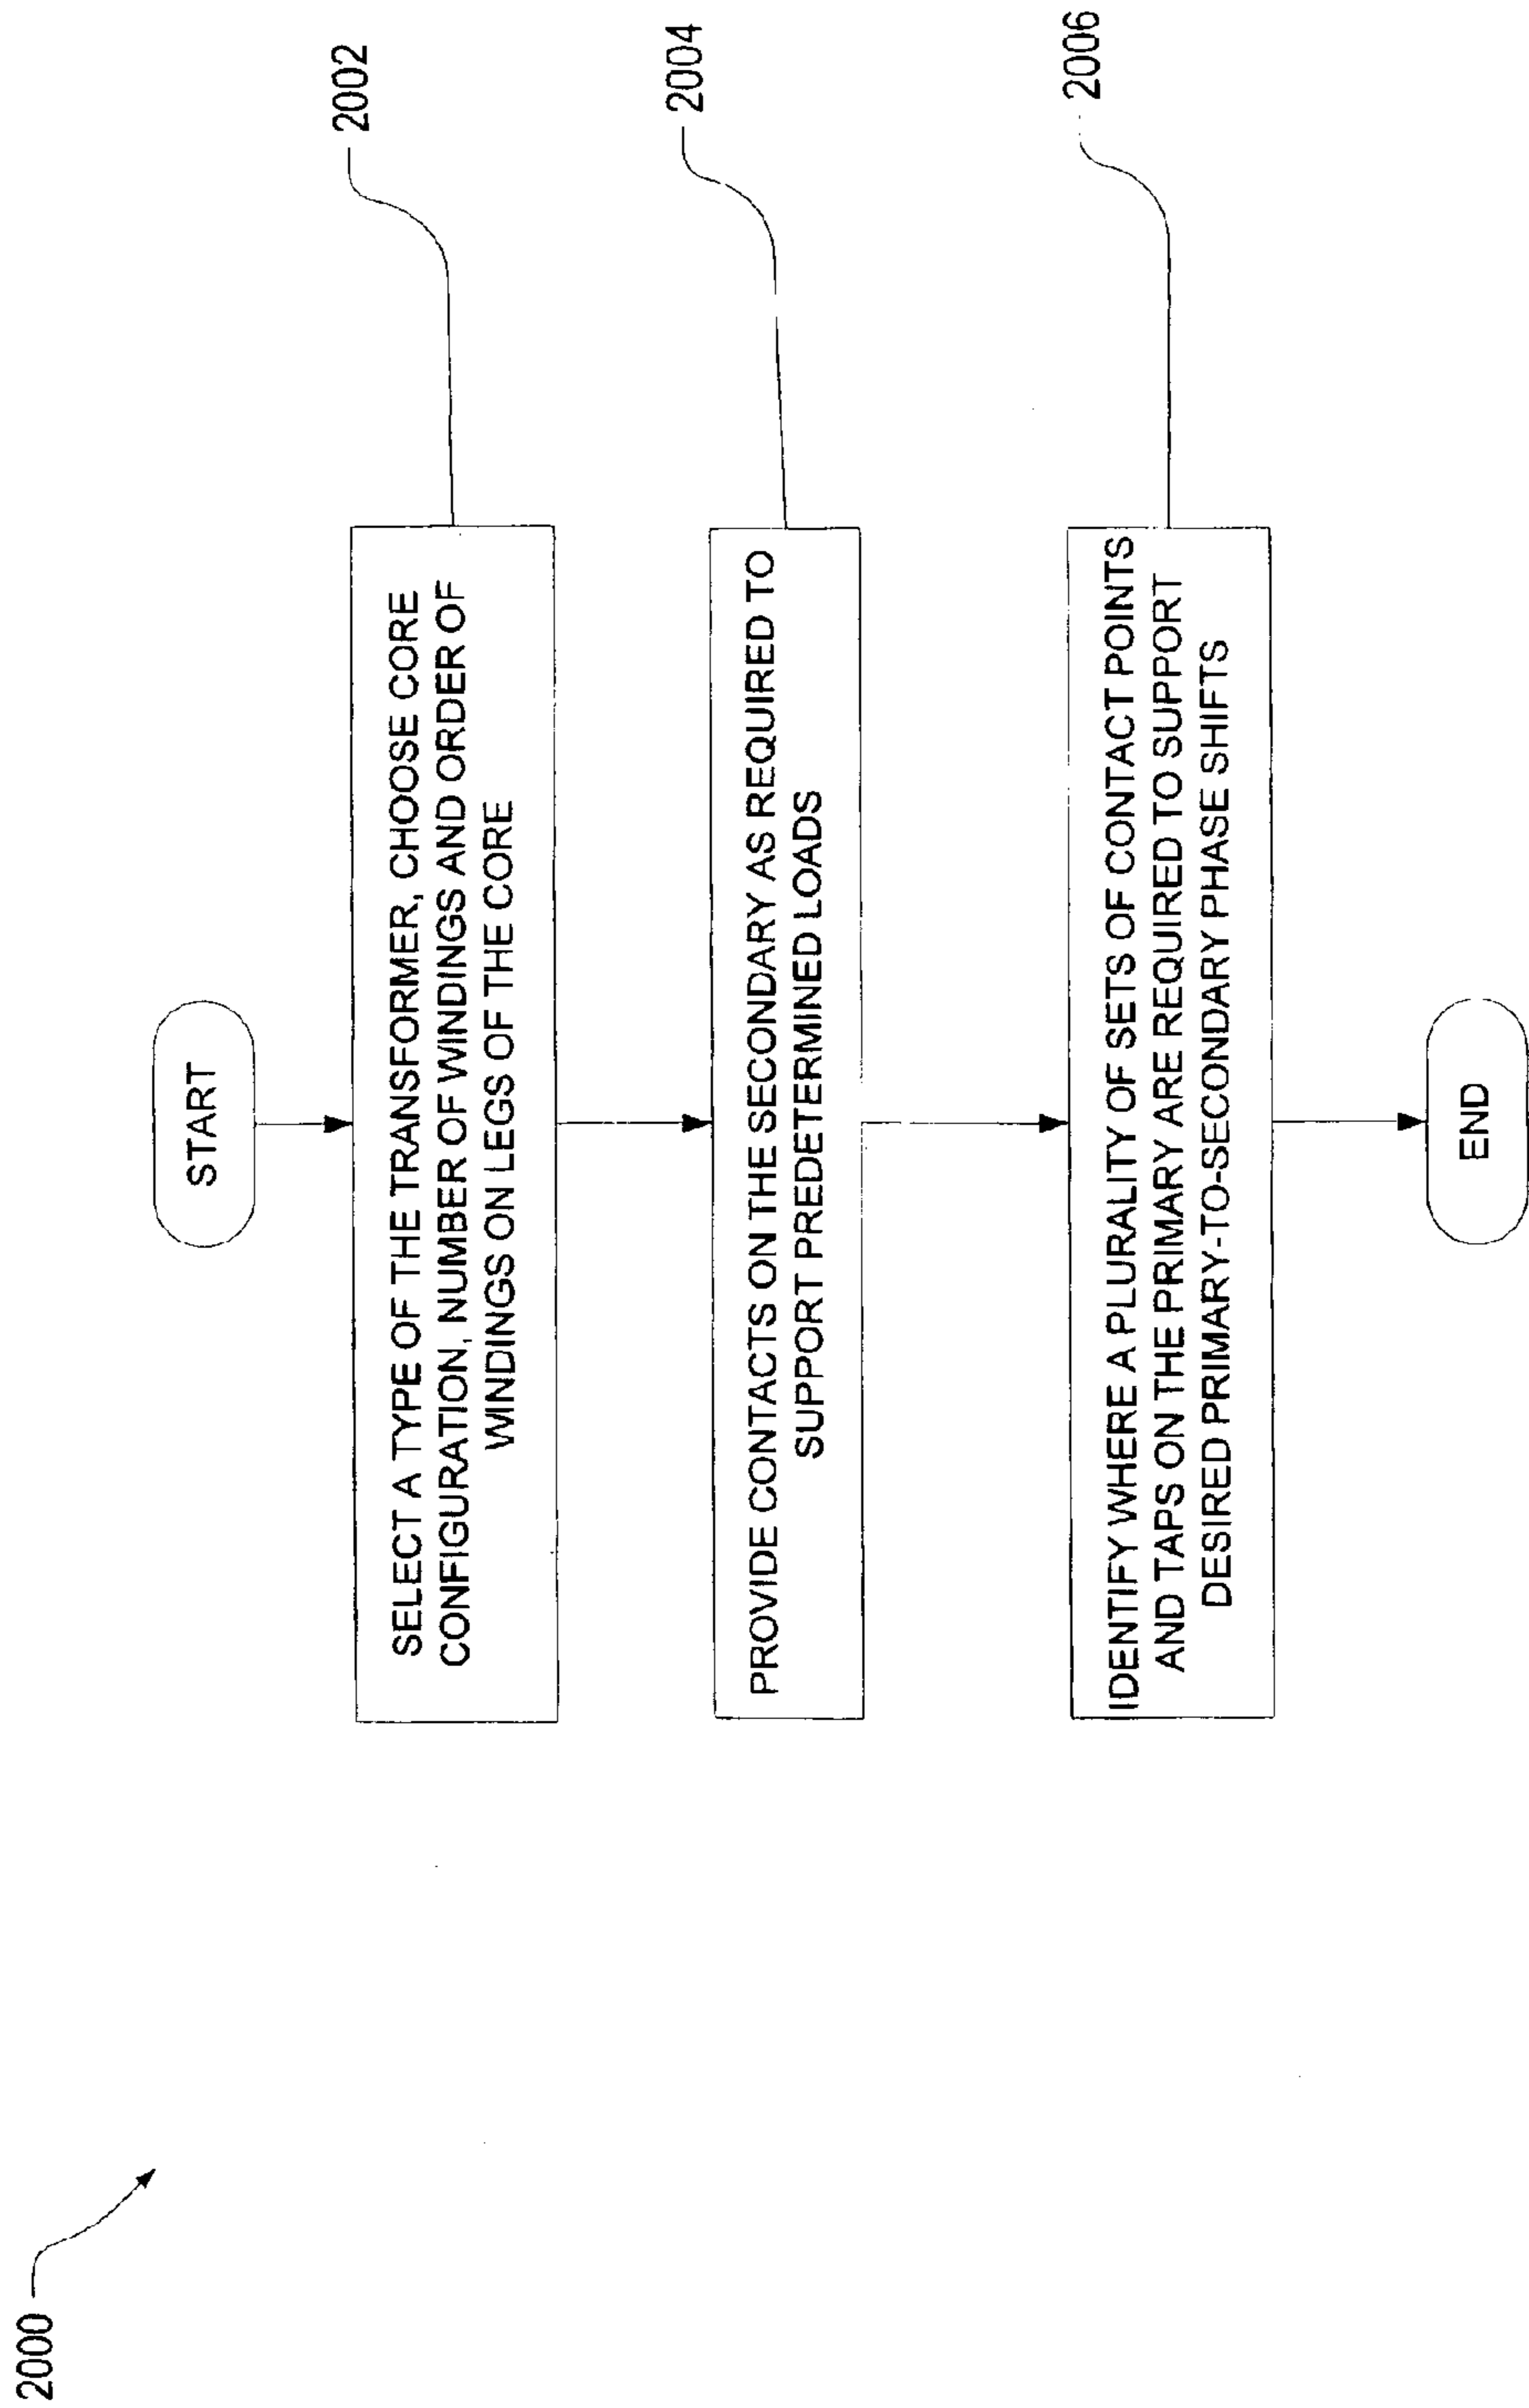 2000
START
SELECT A TYPE OF THE TRANSFORMER, CHOOSE CORE
CONFIGURATION, NUMBER OF WINDINGS AND ORDER OF
WINDINGS ON LEGS OF THE CORE
2002
PROVIDE CONTACTS ON THE SECONDARY AS REQUIRED TO
SUPPORT PREDETERMINED LOADS
2004
IDENTIFY WHERE A PLURALITY OF SETS OF CONTACT POINTS
AND TAPS ON THE PRIMARY ARE REQUIRED TO SUPPORT
DESIRED PRIMARY-TO-SECONDARY PHASE SHIFTS
2006
END